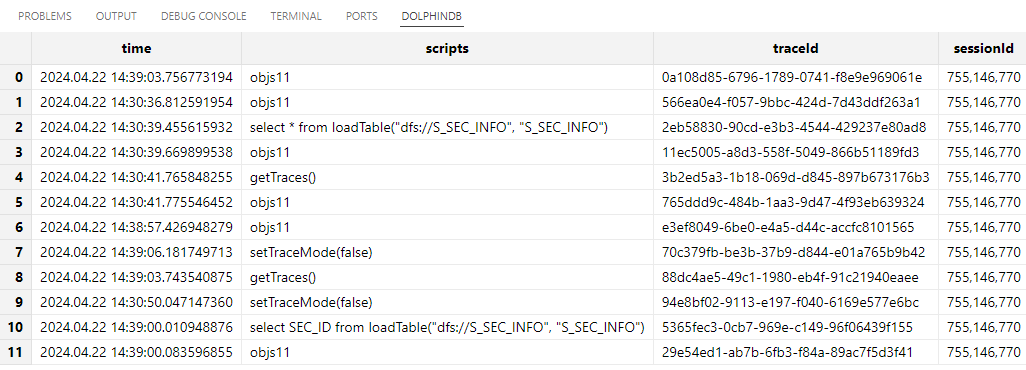 PROBLEMS OUTPUT DEBUG CONSOLE TERMINAL PORTS DOLPHINDB
time scripts traceId sessionId
0 2024.04.22 14:39:03.756773194 objs11 0a108d85-6796-1789-0741-f8e9e969061e 755,146,770
1 2024.04.22 14:30:36.812591954 objs11 566ea0e4-f057-9bbc-424d-7d43ddf263a1 755,146,770
2 2024.04.22 14:30:39.455615932 select * from loadTable("dfs://S_SEC_INFO", "S_SEC_INFO") 2eb58830-90cd-e3b3-4544-429237e80ad8 755,146,770
3 2024.04.22 14:30:39.669899538 objs11 11ec5005-a8d3-558f-5049-866b51189fd3 755,146,770
4 2024.04.22 14:30:41.765848255 getTraces() 3b2ed5a3-1b18-069d-d845-897b673176b3 755,146,770
5 2024.04.22 14:30:41.775546452 objs11 765ddd9c-484b-1aa3-9d47-4f93eb639324 755,146,770
6 2024.04.22 14:38:57.426948279 objs11 e3ef8049-6be0-e4a5-d44c-accfc8101565 755,146,770
7 2024.04.22 14:39:06.181749713 setTraceMode(false) 70c379fb-be3b-37b9-d844-e01a765b9b42 755,146,770
8 2024.04.22 14:39:03.743540875 getTraces() 88dc4ae5-49c1-1980-eb4f-91c21940eaee 755,146,770
9 2024.04.22 14:30:50.047147360 setTraceMode(false) 94e8bf02-9113-e197-f040-6169e577e6bc 755,146,770
10 2024.04.22 14:39:00.010948876 select SEC_ID from loadTable("dfs://S_SEC_INFO", "S_SEC_INFO") 5365fec3-0cb7-969e-c149-96f06439f155 755,146,770
11 2024.04.22 14:39:00.083596855 objs11 29e54ed1-ab7b-6fb3-f84a-89ac7f5d3f41 755,146,770